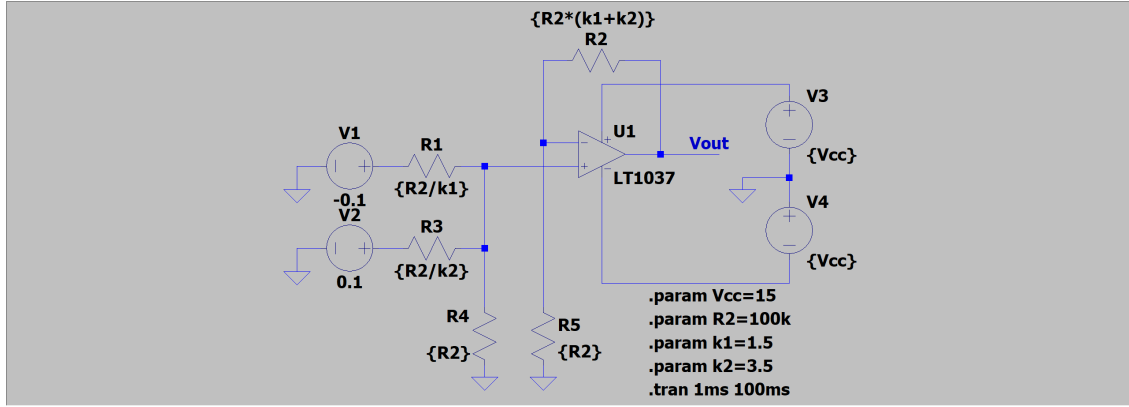 {R2*(k1+k2)}
R2
V3
{Vcc}
U1
LT1037
Vout
V1
-0.1
R1
{R2/k1}
V2
0.1
R3
{R2/k2}
V4
{Vcc}
R4
{R2}
R5
{R2}
.param Vcc=15
.param R2=100k
.param k1=1.5
.param k2=3.5
.tran 1ms 100ms